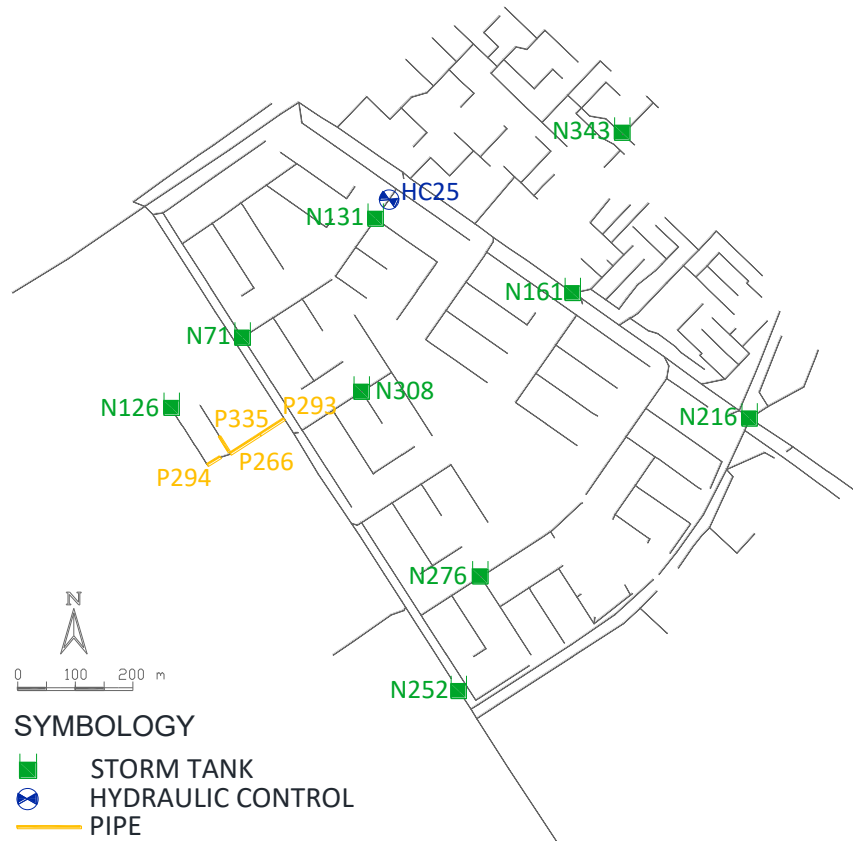 N343
HC25
N131
N161
N71
N308
N126
P335
P293
N216
P266
P294
N276
N
N252
0 100 200 m
SYMBOLOGY
STORM TANK
HYDRAULIC CONTROL
PIPE